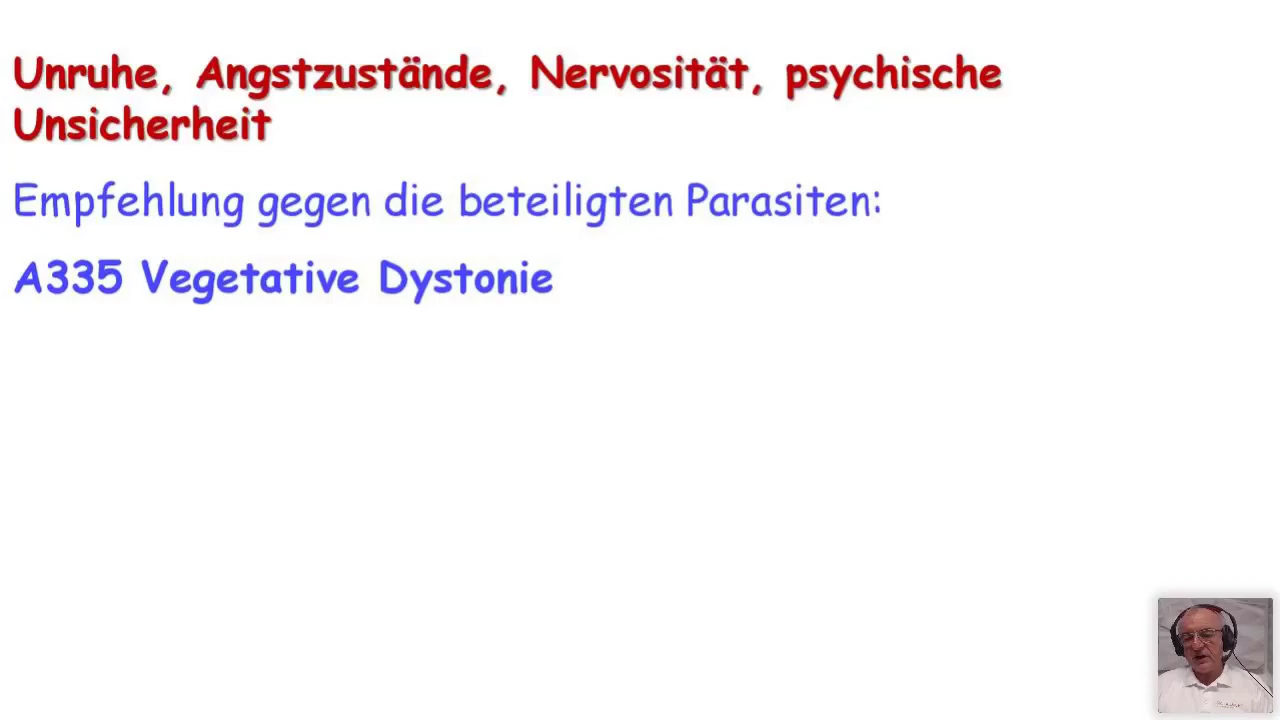 Unruhe, Angstzustände, Nervosität, psychische
Unsicherheit
Empfehlung gegen die beteiligten Parasiten:
A335 Vegetative Dystonie